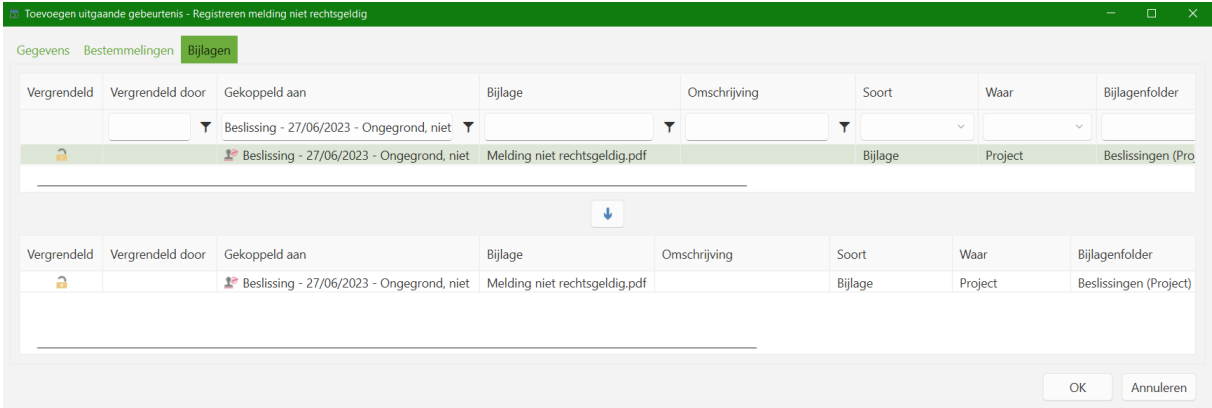 Toevoegen uitgaande gebeurtenis - Registreren melding niet rechtsgeldig
Gegevens Bestemmelingen Bijlagen
Vergrendeld Vergrendeld door Gekoppeld aan Bijlage Omschrijving Soort Waar Bijlagenfolder
Beslissing - 27/06/2023 - Ongegrond, niet
Beslissing - 27/06/2023 - Ongegrond, niet Melding niet rechtsgeldig.pdf Bijlage Project Beslissingen (Pro
Vergrendeld Vergrendeld door Gekoppeld aan Bijlage Omschrijving Soort Waar Bijlagenfolder
Beslissing - 27/06/2023 - Ongegrond, niet Melding niet rechtsgeldig.pdf Bijlage Project Beslissingen (Project)
OK Annuleren